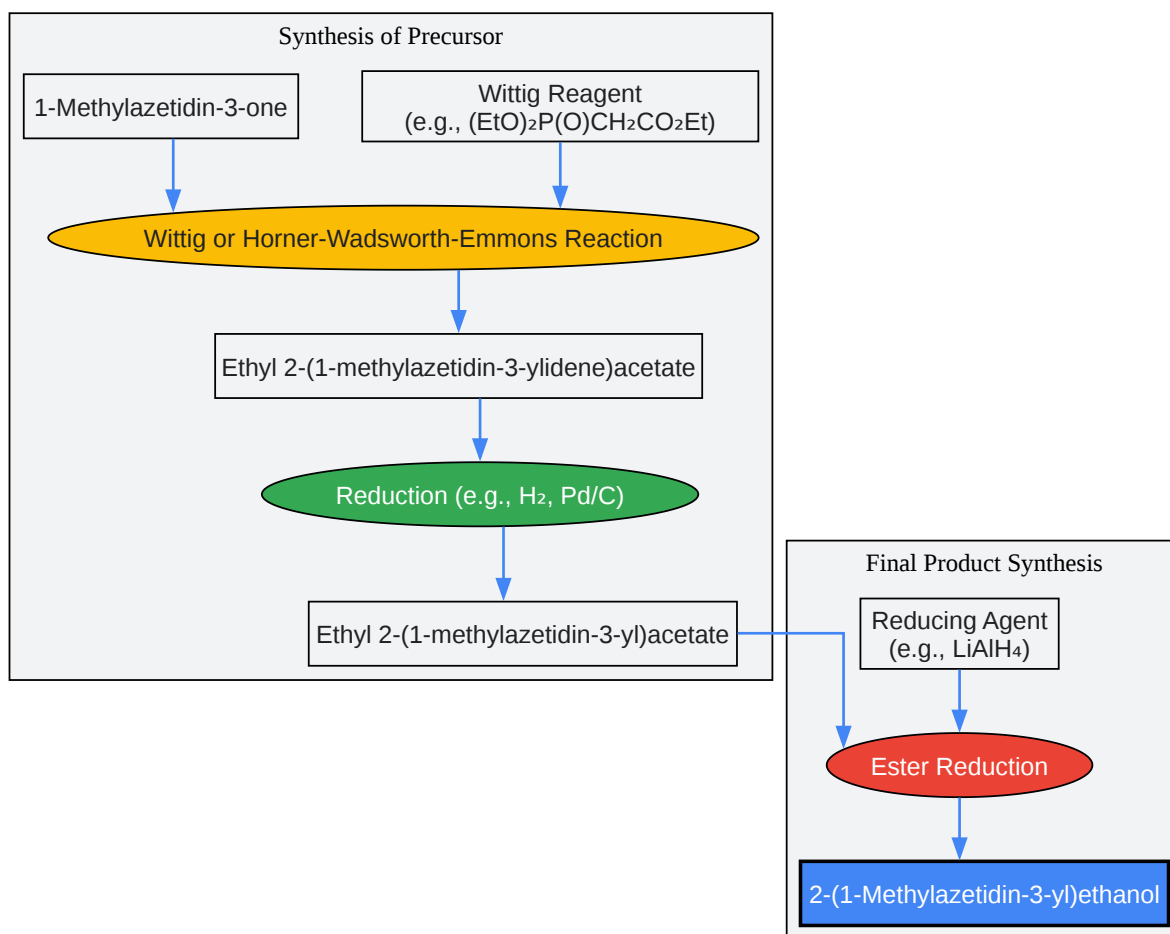 Synthesis of Precursor
1-Methylazetidin-3-one
Wittig Reagent
(e.g., (EtO)₂P(O)CH₂CO₂Et)
Wittig or Horner-Wadsworth-Emmons Reaction
Ethyl 2-(1-methylazetidin-3-ylidene)acetate
Reduction (e.g., H₂, Pd/C)
Ethyl 2-(1-methylazetidin-3-yl)acetate
Final Product Synthesis
Reducing Agent
(e.g., LiAlH₄)
Ester Reduction
2-(1-Methylazetidin-3-yl)ethanol